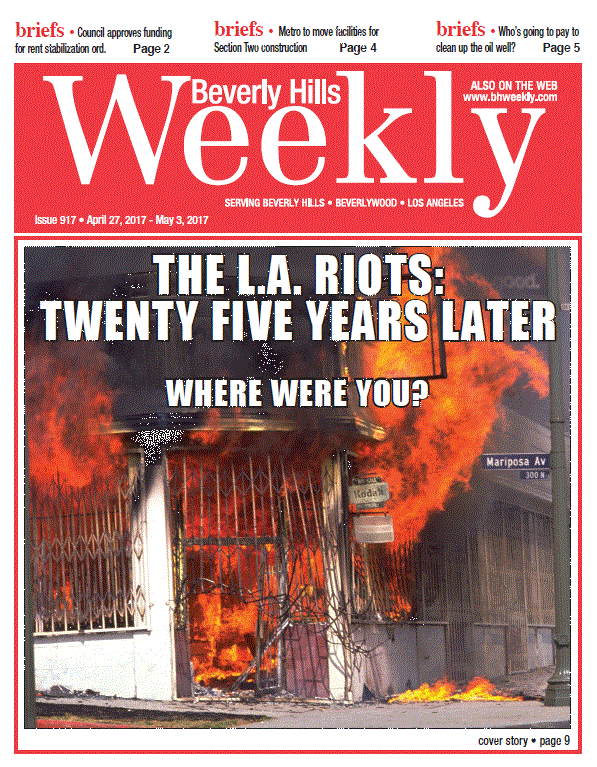 briefs • Council approves funding
for rent stabilization ord. Page 2
briefs • Metro to move facilities for
Section Two construction Page 4
briefs • Who's going to pay to
clean up the oil well? Page 5
Beverly Hills
Weekly
ALSO ON THE WEB
www.bhweekly.com
SERVING BEVERLY HILLS • BEVERLYWOOD • LOS ANGELES
Issue 917 • April 27, 2017 - May 3, 2017
THE L.A. RIOTS:
TWENTY FIVE YEARS LATER
WHERE WERE YOU?
Mariposa Av
300 N
Kodak
cover story • page 9